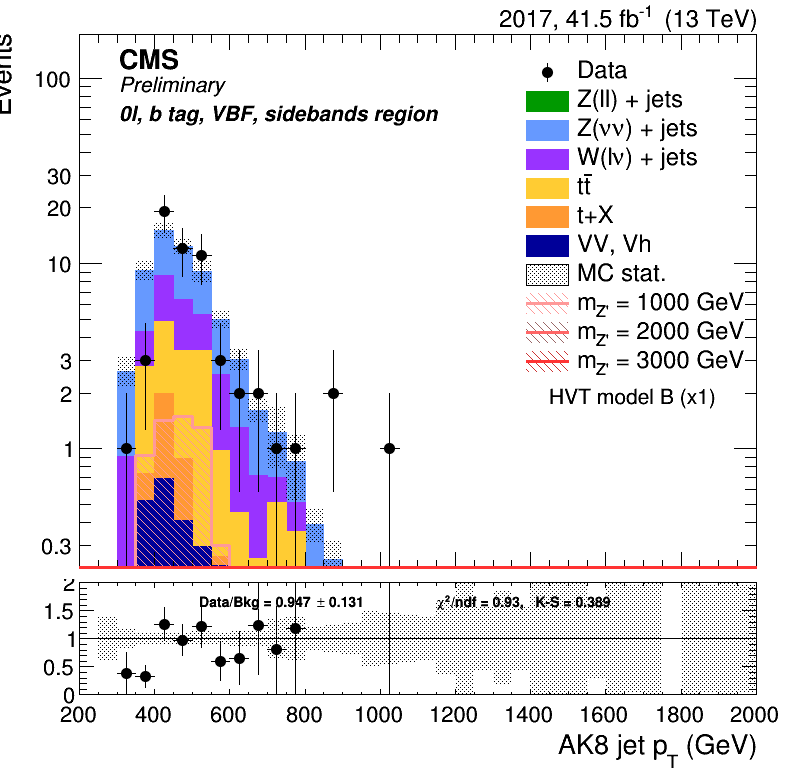 2017, 41.5 fb⁻¹ (13 TeV)
Events
CMS
Preliminary
0l, b tag, VBF, sidebands region
Data
Z(ll) + jets
Z(νν) + jets
W(lν) + jets
tt̄
t+X
VV, Vh
MC stat.
m_Z' = 1000 GeV
m_Z' = 2000 GeV
m_Z' = 3000 GeV
HVT model B (x1)
100
30
20
10
3
2
1
0.3
Data/Bkg = 0.947 ± 0.131
χ²/ndf = 0.93, K-S = 0.389
2
1.5
1
0.5
0
200 400 600 800 1000 1200 1400 1600 1800 2000
AK8 jet p_T (GeV)